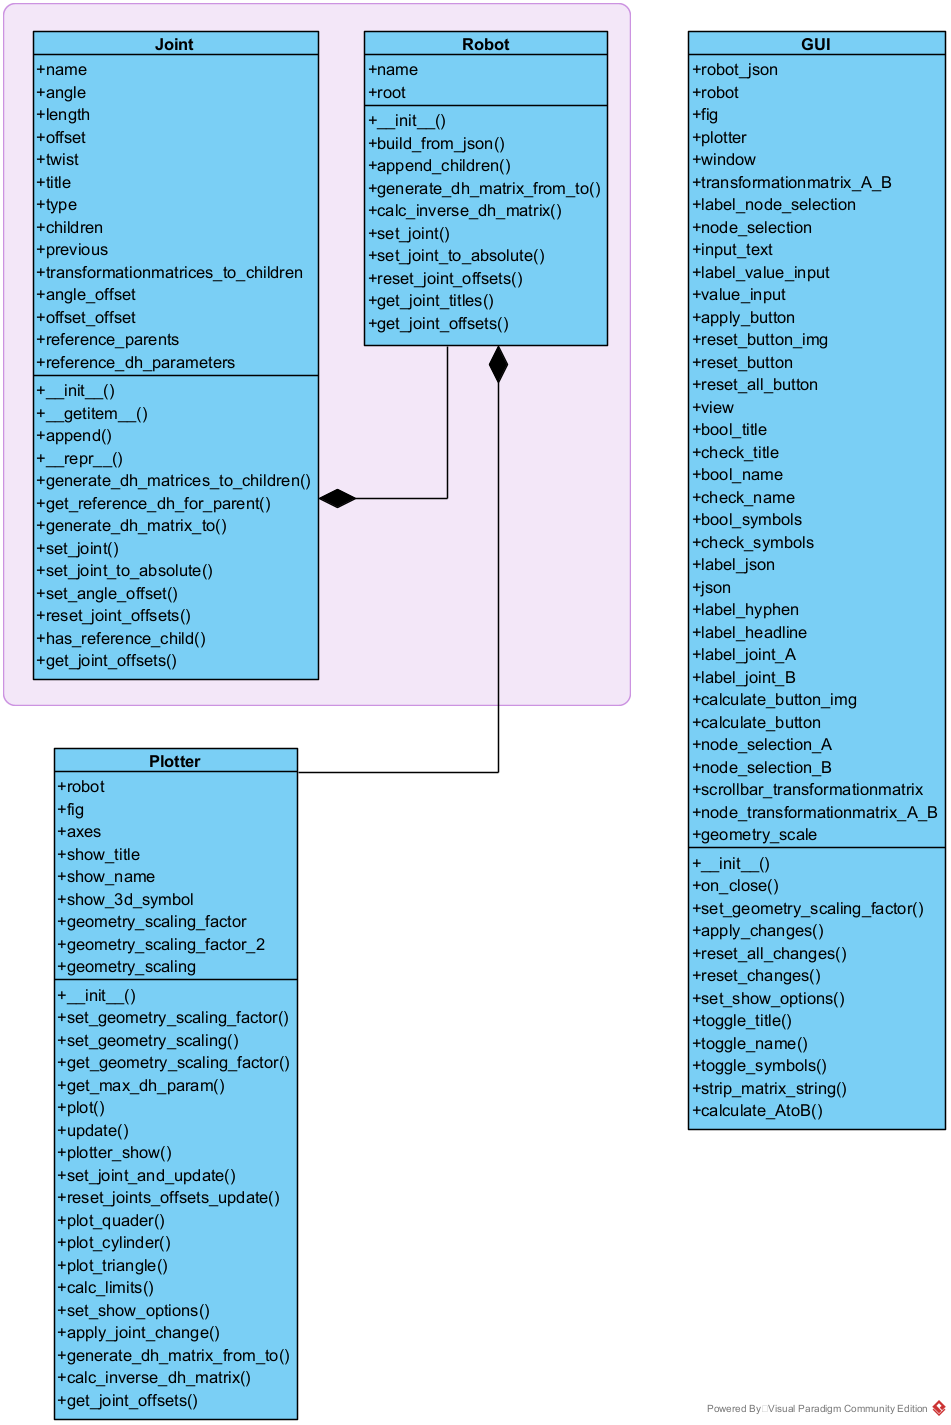 Joint
+name
+angle
+length
+offset
+twist
+title
+type
+children
+previous
+transformationmatrices_to_children
+angle_offset
+offset_offset
+reference_parents
+reference_dh_parameters
+__init__()
+__getitem__()
+append()
+__repr__()
+generate_dh_matrices_to_children()
+get_reference_dh_for_parent()
+generate_dh_matrix_to()
+set_joint()
+set_joint_to_absolute()
+set_angle_offset()
+reset_joint_offsets()
+has_reference_child()
+get_joint_offsets()
Robot
+name
+root
+__init__()
+build_from_json()
+append_children()
+generate_dh_matrix_from_to()
+calc_inverse_dh_matrix()
+set_joint()
+set_joint_to_absolute()
+reset_joint_offsets()
+get_joint_titles()
+get_joint_offsets()
GUI
+robot_json
+robot
+fig
+plotter
+window
+transformationmatrix_A_B
+label_node_selection
+node_selection
+input_text
+label_value_input
+value_input
+apply_button
+reset_button_img
+reset_button
+reset_all_button
+view
+bool_title
+check_title
+bool_name
+check_name
+bool_symbols
+check_symbols
+label_json
+json
+label_hyphen
+label_headline
+label_joint_A
+label_joint_B
+calculate_button_img
+calculate_button
+node_selection_A
+node_selection_B
+scrollbar_transformationmatrix
+node_transformationmatrix_A_B
+geometry_scale
+__init__()
+on_close()
+set_geometry_scaling_factor()
+apply_changes()
+reset_all_changes()
+reset_changes()
+set_show_options()
+toggle_title()
+toggle_name()
+toggle_symbols()
+strip_matrix_string()
+calculate_AtoB()
Plotter
+robot
+fig
+axes
+show_title
+show_name
+show_3d_symbol
+geometry_scaling_factor
+geometry_scaling_factor_2
+geometry_scaling
+__init__()
+set_geometry_scaling_factor()
+set_geometry_scaling()
+get_geometry_scaling_factor()
+get_max_dh_param()
+plot()
+update()
+plotter_show()
+set_joint_and_update()
+reset_joints_offsets_update()
+plot_quader()
+plot_cylinder()
+plot_triangle()
+calc_limits()
+set_show_options()
+apply_joint_change()
+generate_dh_matrix_from_to()
+calc_inverse_dh_matrix()
+get_joint_offsets()
Powered By Visual Paradigm Community Edition